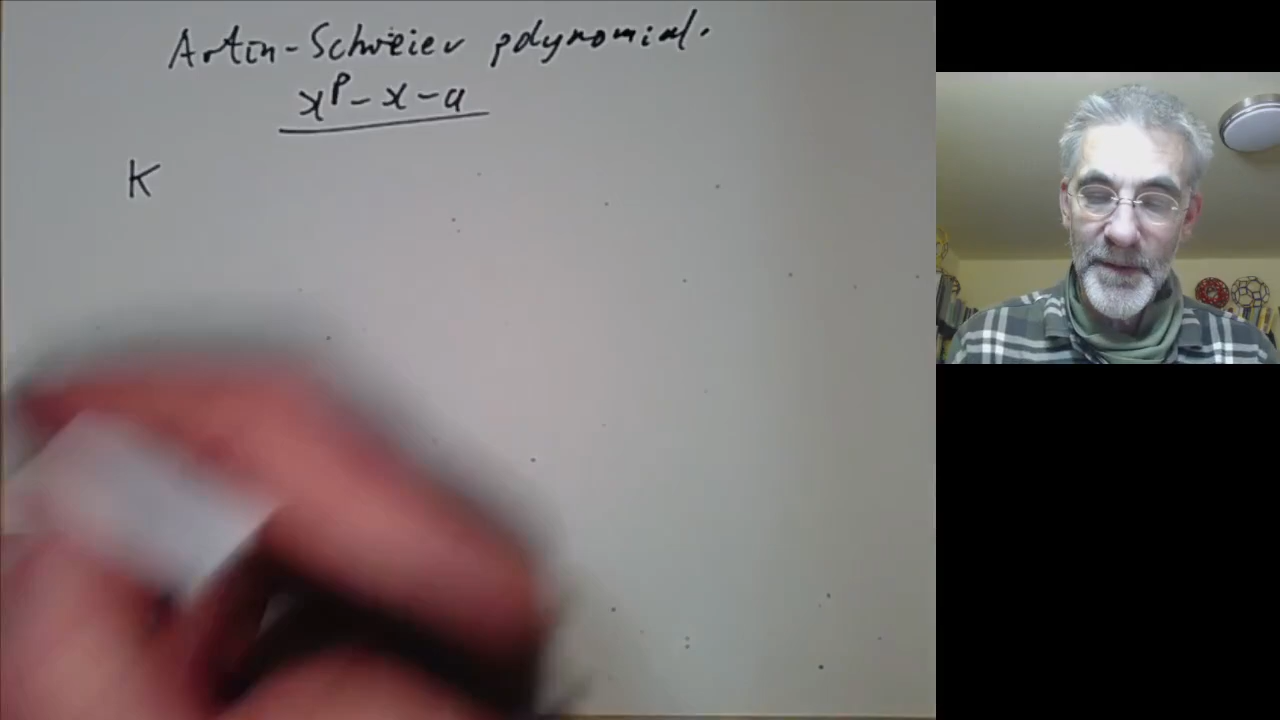 Artin-Schreier polynomial.
x^p - x - a
K